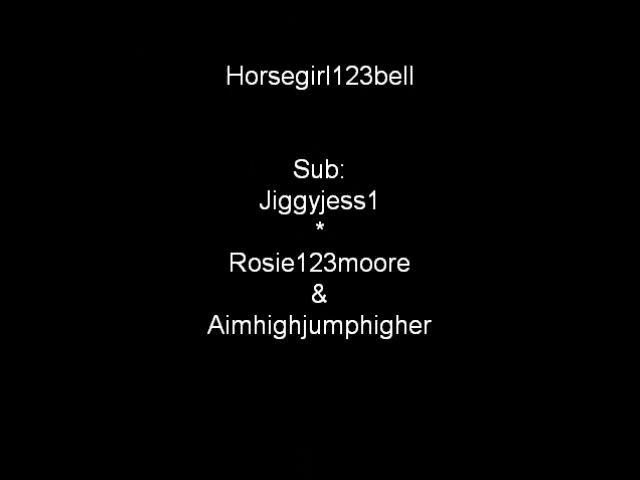 Horsegirl123bell
Sub:
Jiggyjess1
*
Rosie123moore
&
Aimhighjumphigher